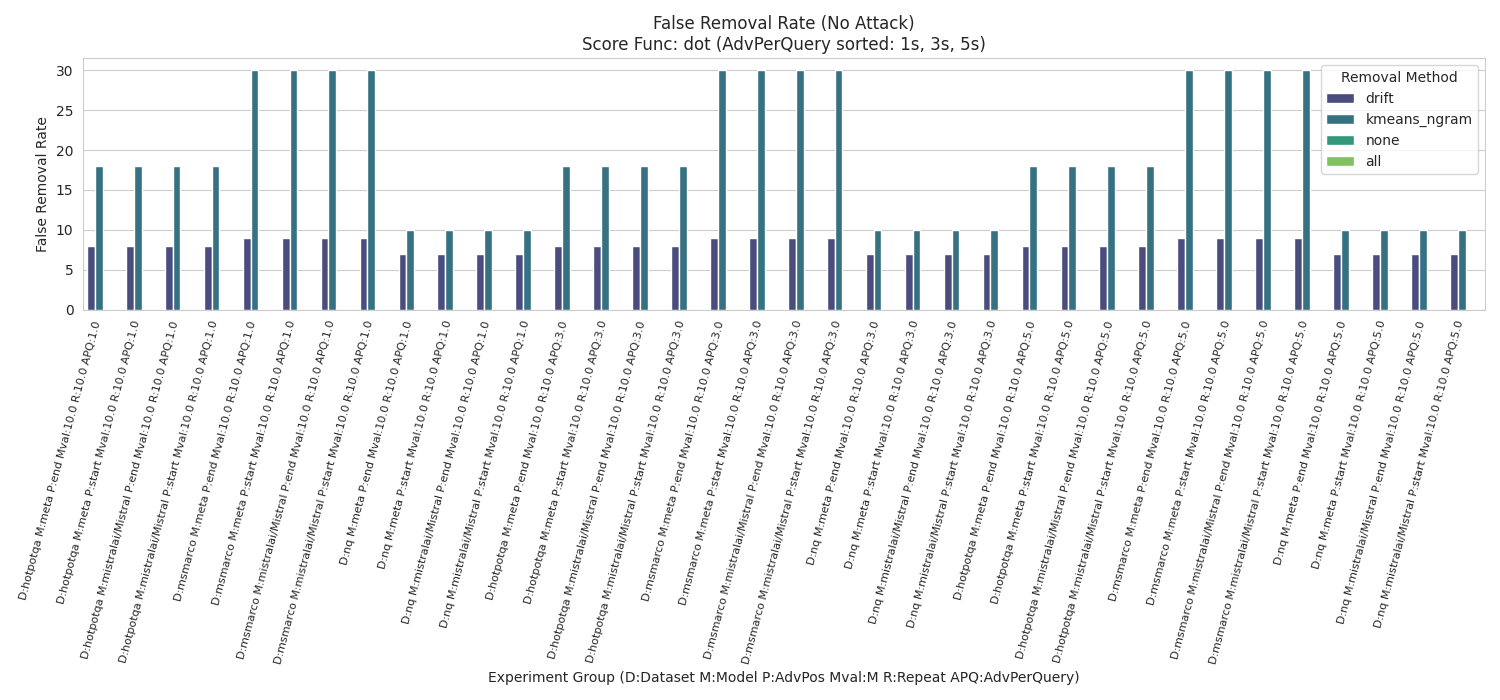 False Removal Rate (No Attack)
Score Func: dot (AdvPerQuery sorted: 1s, 3s, 5s)
False Removal Rate
30
25
20
15
10
5
0
Removal Method
drift
kmeans_ngram
none
all
D:hotpotqa M:meta P:end Mval:10.0 R:10.0 APQ:1.0
D:hotpotqa M:meta P:start Mval:10.0 R:10.0 APQ:1.0
D:hotpotqa M:mistralai/Mistral P:end Mval:10.0 R:10.0 APQ:1.0
D:hotpotqa M:mistralai/Mistral P:start Mval:10.0 R:10.0 APQ:1.0
D:msmarco M:meta P:end Mval:10.0 R:10.0 APQ:1.0
D:msmarco M:meta P:start Mval:10.0 R:10.0 APQ:1.0
D:msmarco M:mistralai/Mistral P:end Mval:10.0 R:10.0 APQ:1.0
D:msmarco M:mistralai/Mistral P:start Mval:10.0 R:10.0 APQ:1.0
D:nq M:meta P:end Mval:10.0 R:10.0 APQ:1.0
D:nq M:meta P:start Mval:10.0 R:10.0 APQ:1.0
D:nq M:mistralai/Mistral P:end Mval:10.0 R:10.0 APQ:1.0
D:nq M:mistralai/Mistral P:start Mval:10.0 R:10.0 APQ:1.0
D:hotpotqa M:meta P:end Mval:10.0 R:10.0 APQ:3.0
D:hotpotqa M:meta P:start Mval:10.0 R:10.0 APQ:3.0
D:hotpotqa M:mistralai/Mistral P:end Mval:10.0 R:10.0 APQ:3.0
D:hotpotqa M:mistralai/Mistral P:start Mval:10.0 R:10.0 APQ:3.0
D:msmarco M:meta P:end Mval:10.0 R:10.0 APQ:3.0
D:msmarco M:meta P:start Mval:10.0 R:10.0 APQ:3.0
D:msmarco M:mistralai/Mistral P:end Mval:10.0 R:10.0 APQ:3.0
D:msmarco M:mistralai/Mistral P:start Mval:10.0 R:10.0 APQ:3.0
D:nq M:meta P:end Mval:10.0 R:10.0 APQ:3.0
D:nq M:meta P:start Mval:10.0 R:10.0 APQ:3.0
D:nq M:mistralai/Mistral P:end Mval:10.0 R:10.0 APQ:3.0
D:nq M:mistralai/Mistral P:start Mval:10.0 R:10.0 APQ:3.0
D:hotpotqa M:meta P:end Mval:10.0 R:10.0 APQ:5.0
D:hotpotqa M:meta P:start Mval:10.0 R:10.0 APQ:5.0
D:hotpotqa M:mistralai/Mistral P:end Mval:10.0 R:10.0 APQ:5.0
D:hotpotqa M:mistralai/Mistral P:start Mval:10.0 R:10.0 APQ:5.0
D:msmarco M:meta P:end Mval:10.0 R:10.0 APQ:5.0
D:msmarco M:meta P:start Mval:10.0 R:10.0 APQ:5.0
D:msmarco M:mistralai/Mistral P:end Mval:10.0 R:10.0 APQ:5.0
D:msmarco M:mistralai/Mistral P:start Mval:10.0 R:10.0 APQ:5.0
D:nq M:meta P:end Mval:10.0 R:10.0 APQ:5.0
D:nq M:meta P:start Mval:10.0 R:10.0 APQ:5.0
D:nq M:mistralai/Mistral P:end Mval:10.0 R:10.0 APQ:5.0
D:nq M:mistralai/Mistral P:start Mval:10.0 R:10.0 APQ:5.0
Experiment Group (D:Dataset M:Model P:AdvPos Mval:M R:Repeat APQ:AdvPerQuery)